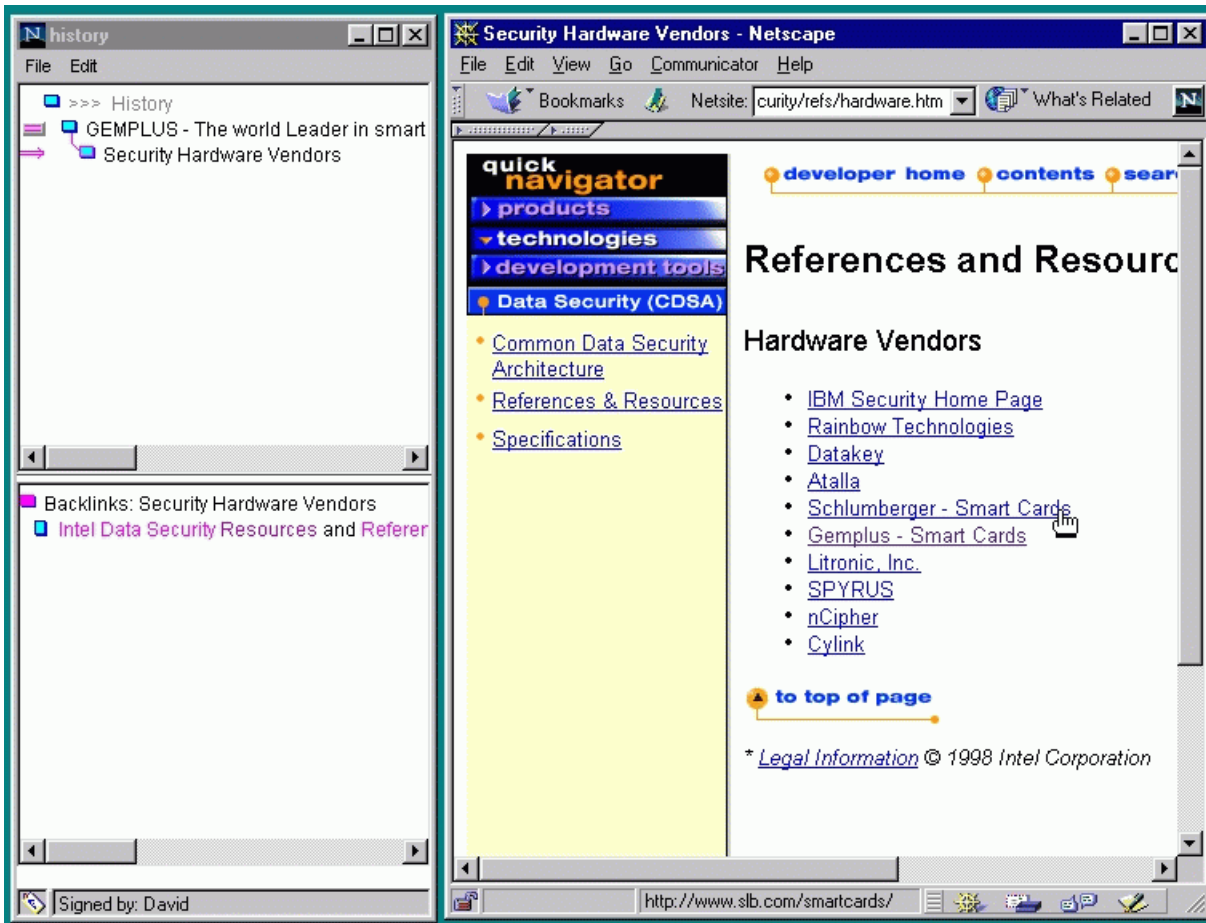 history
File Edit
>>> History
GEMPLUS - The world Leader in smart
Security Hardware Vendors
Backlinks: Security Hardware Vendors
Intel Data Security Resources and Referer
Signed by: David
Security Hardware Vendors - Netscape
File Edit View Go Communicator Help
Bookmarks Netsite: curity/refs/hardware.htm What's Related
quick
navigator
products
technologies
development tools
Data Security (CDSA)
Common Data Security
Architecture
References & Resources
Specifications
developer home contents sear
References and Resourc
Hardware Vendors
IBM Security Home Page
Rainbow Technologies
Datakey
Atalla
Schlumberger - Smart Cards
Gemplus - Smart Cards
Litronic, Inc.
SPYRUS
nCipher
Cylink
to top of page
* Legal Information © 1998 Intel Corporation
http://www.slb.com/smartcards/